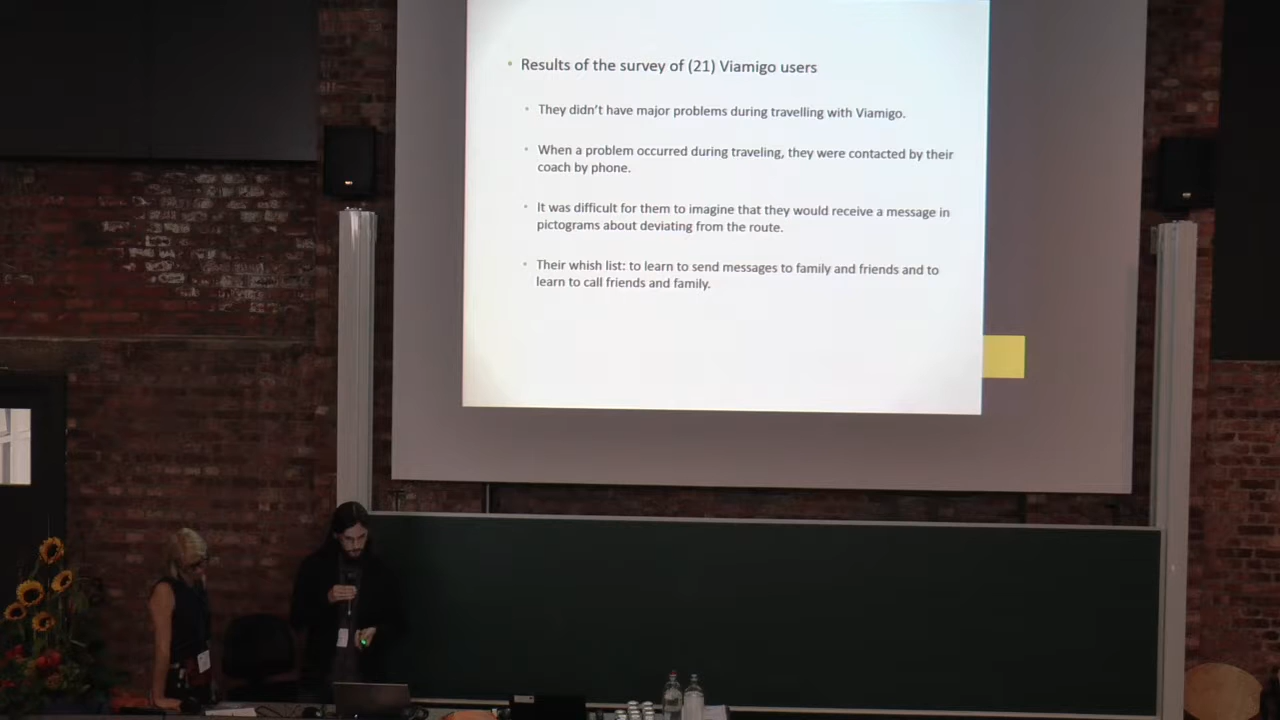 • Results of the survey of (21) Viamigo users
• They didn't have major problems during travelling with Viamigo.
• When a problem occurred during traveling, they were contacted by their
coach by phone.
• It was difficult for them to imagine that they would receive a message in
pictograms about deviating from the route.
• Their whish list: to learn to send messages to family and friends and to
learn to call friends and family.